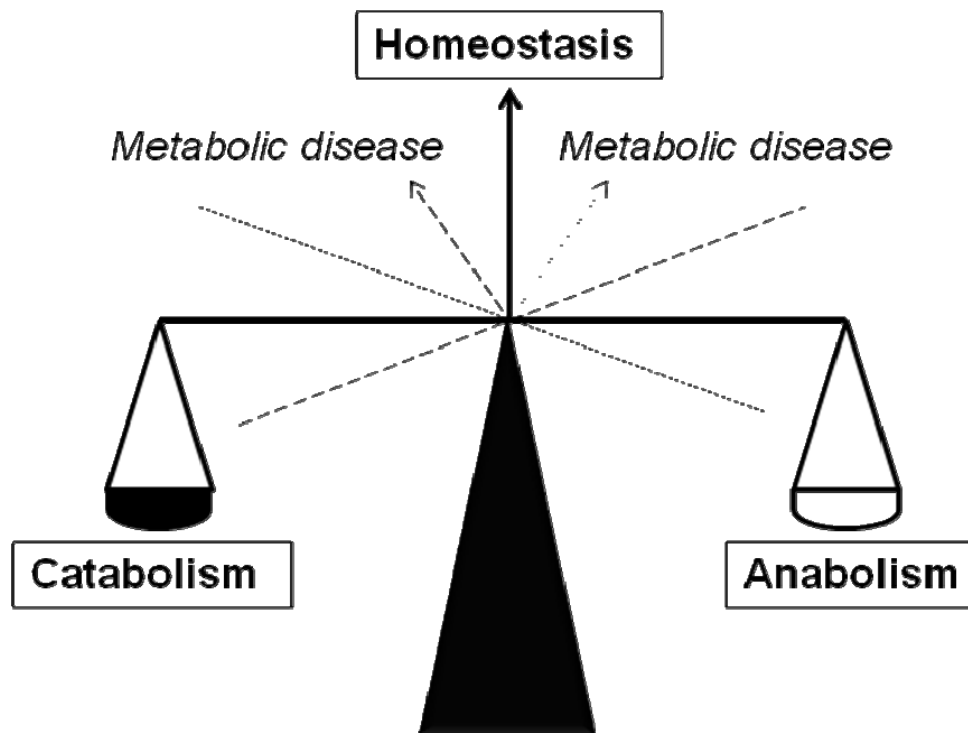 Homeostasis
Metabolic disease
Metabolic disease
Catabolism
Anabolism